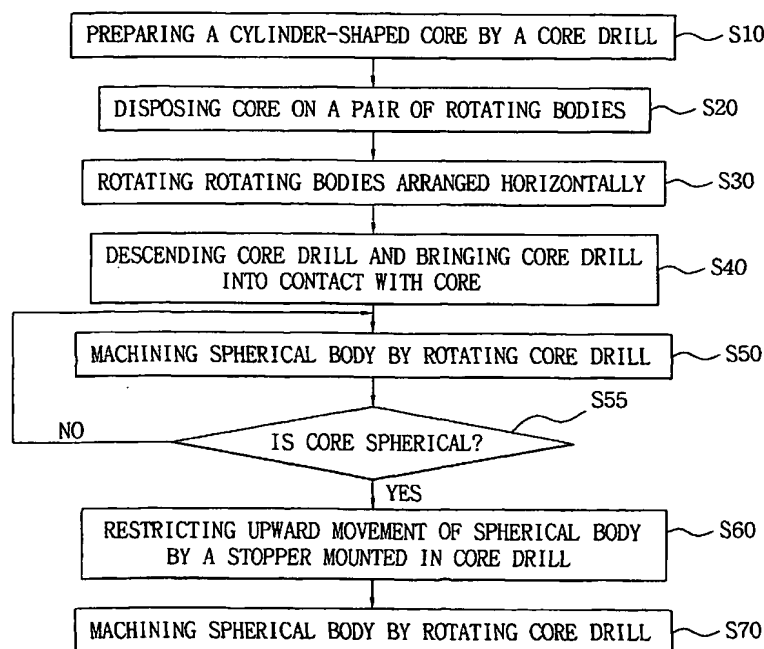 PREPARING A CYLINDER-SHAPED CORE BY A CORE DRILL
S10
DISPOSING CORE ON A PAIR OF ROTATING BODIES
S20
ROTATING ROTATING BODIES ARRANGED HORIZONTALLY
S30
DESCENDING CORE DRILL AND BRINGING CORE DRILL
INTO CONTACT WITH CORE
S40
MACHINING SPHERICAL BODY BY ROTATING CORE DRILL
S50
S55
IS CORE SPHERICAL?
NO
YES
RESTRICTING UPWARD MOVEMENT OF SPHERICAL BODY
BY A STOPPER MOUNTED IN CORE DRILL
S60
MACHINING SPHERICAL BODY BY ROTATING CORE DRILL
S70